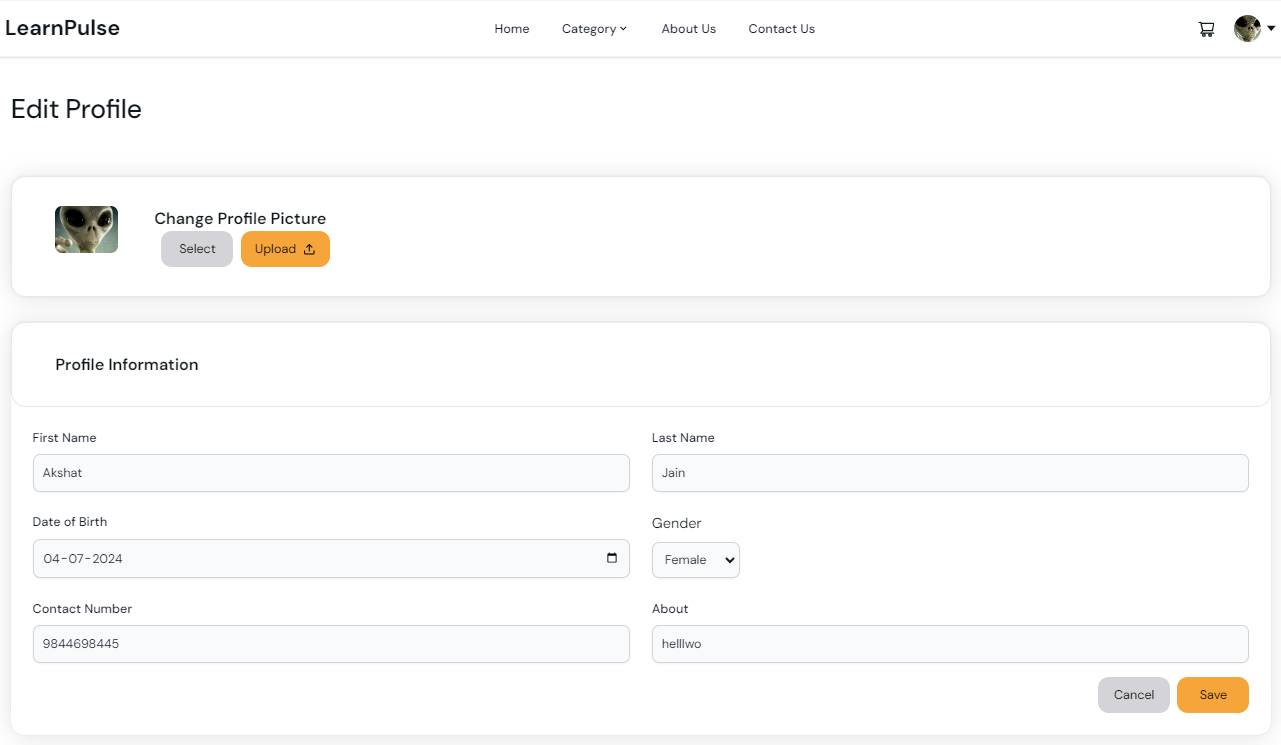 LearnPulse Home Category About Us Contact Us
Edit Profile
Change Profile Picture
Select Upload
Profile Information
First Name Last Name
Akshat Jain
Date of Birth Gender
04-07-2024 Female
Contact Number About
9844698445 helllwo
Cancel Save